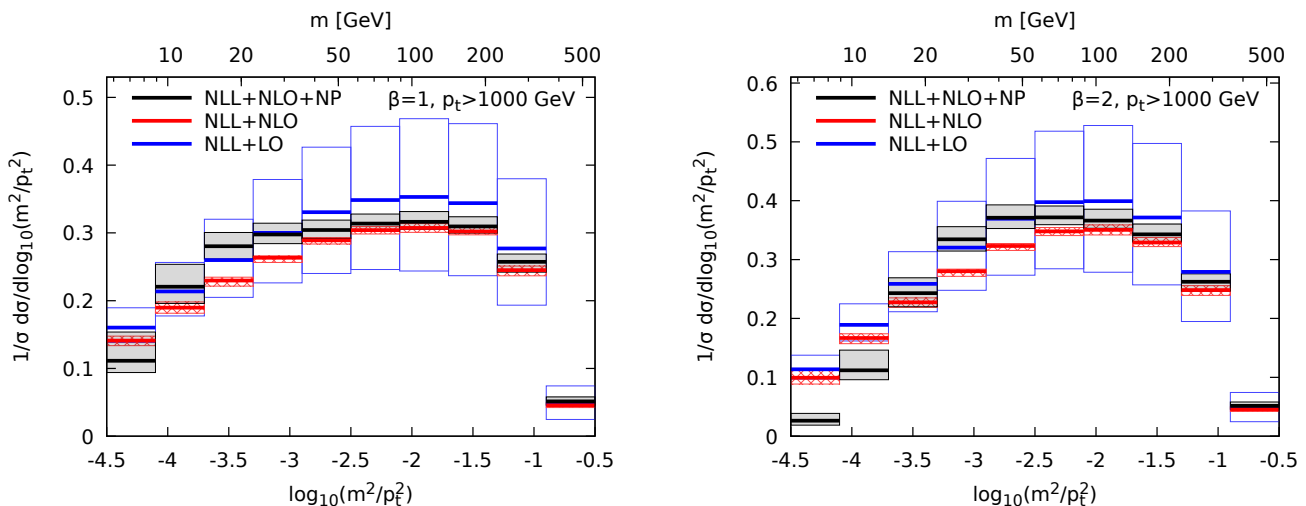 m [GeV]
10 20 50 100 200 500
0.5
0.4
0.3
0.2
0.1
0
1/σ dσ/dlog₁₀(m²/pₜ²)
NLL+NLO+NP
NLL+NLO
NLL+LO
β=1, pₜ>1000 GeV
-4.5 -4 -3.5 -3 -2.5 -2 -1.5 -1 -0.5
log₁₀(m²/pₜ²)
m [GeV]
10 20 50 100 200 500
0.6
0.5
0.4
0.3
0.2
0.1
0
1/σ dσ/dlog₁₀(m²/pₜ²)
NLL+NLO+NP
NLL+NLO
NLL+LO
β=2, pₜ>1000 GeV
-4.5 -4 -3.5 -3 -2.5 -2 -1.5 -1 -0.5
log₁₀(m²/pₜ²)